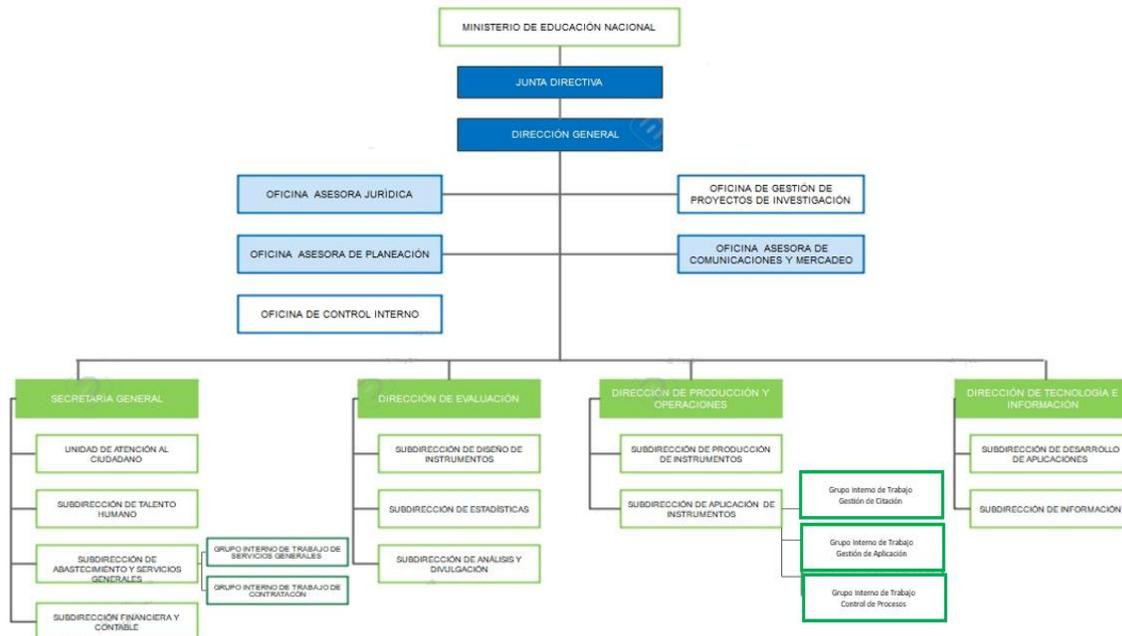 MINISTERIO DE EDUCACIÓN NACIONAL
JUNTA DIRECTIVA
DIRECCIÓN GENERAL
OFICINA ASESORA JURÌDICA
OFICINA DE GESTIÓN DE
PROYECTOS DE INVESTIGACIÓN
OFICINA ASESORA DE PLANEACIÓN
OFICINA ASESORA DE
COMUNICACIONES Y MERCADEO
OFICINA DE CONTROL INTERNO
SECRETARÍA GENERAL
UNIDAD DE ATENCIÓN AL
CIUDADANO
SUBDIRECCIÓN DE TALENTO
HUMANO
SUBDIRECCIÓN DE
ABASTECIMIENTO Y SERVICIOS
GENERALES
GRUPO INTERNO DE TRABAJO DE
SERVICIOS GENERALES
GRUPO INTERNO DE TRABAJO DE
CONTRATACÓN
SUBDIRECCIÓN FINANCIERA Y
CONTABLE
DIRECCIÓN DE EVALUACIÓN
SUBDIRECCIÓN DE DISEÑO DE
INSTRUMENTOS
SUBDIRECCIÓN DE ESTADÍSTICAS
SUBDIRECCIÓN DE ANÁLISIS Y
DIVULGACIÓN
DIRECCIÓN DE PRODUCCIÓN Y
OPERACIONES
SUBDIRECCIÓN DE PRODUCCIÓN
DE INSTRUMENTOS
SUBDIRECCIÓN DE APLICACIÓN DE
INSTRUMENTOS
Grupo Interno de Trabajo
Gestión de Citación
Grupo Interno de Trabajo
Gestión de Aplicación
Grupo Interno de Trabajo
Control de Procesos
DIRECCIÓN DE TECNOLOGÍA E
INFORMACIÓN
SUBDIRECCIÓN DE DESARROLLO
DE APLICACIONES
SUBDIRECCIÓN DE INFORMACIÓN